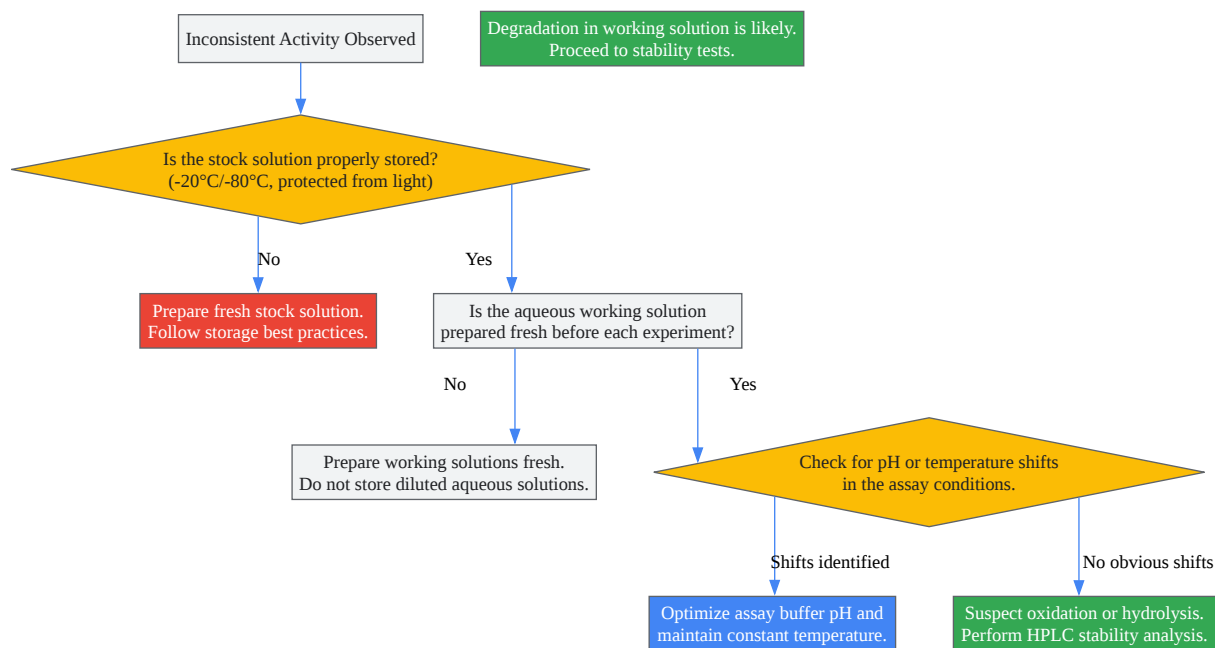 Inconsistent Activity Observed
Degradation in working solution is likely.
Proceed to stability tests.
Is the stock solution properly stored?
(-20°C/-80°C, protected from light)
No
Yes
Prepare fresh stock solution.
Follow storage best practices.
Is the aqueous working solution
prepared fresh before each experiment?
No
Yes
Prepare working solutions fresh.
Do not store diluted aqueous solutions.
Check for pH or temperature shifts
in the assay conditions.
Shifts identified
No obvious shifts
Optimize assay buffer pH and
maintain constant temperature.
Suspect oxidation or hydrolysis.
Perform HPLC stability analysis.